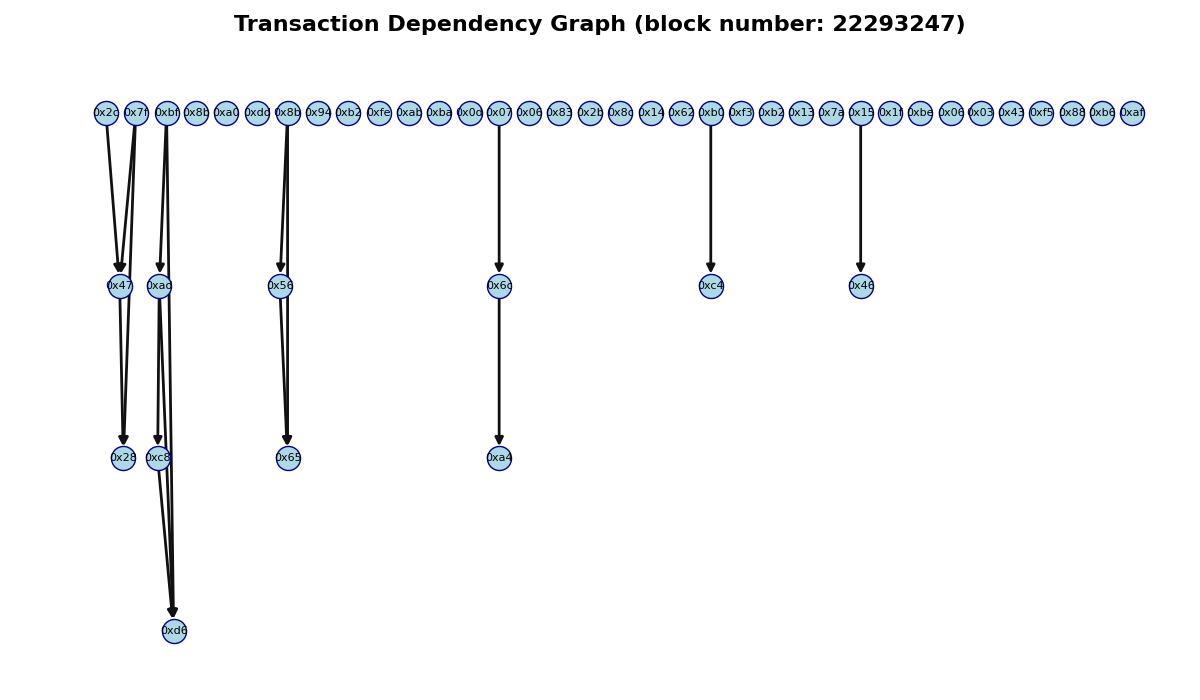 Transaction Dependency Graph (block number: 22293247)
0x2c 0x7f 0xbf 0x8b 0xa0 0xdd 0x8b 0x94 0xb2 0xfe 0xab 0xba 0x0d 0x07 0x06 0x83 0x2b 0x8c 0x14 0x62 0xb0 0xf3 0xb2 0x13 0x7a 0x15 0x1f 0xbe 0x06 0x03 0x43 0xf5 0x88 0xb6 0xaf
0x47 0xad 0x56 0x6c 0xc4 0x46
0x28 0xc8 0x65 0xa4
0xd6